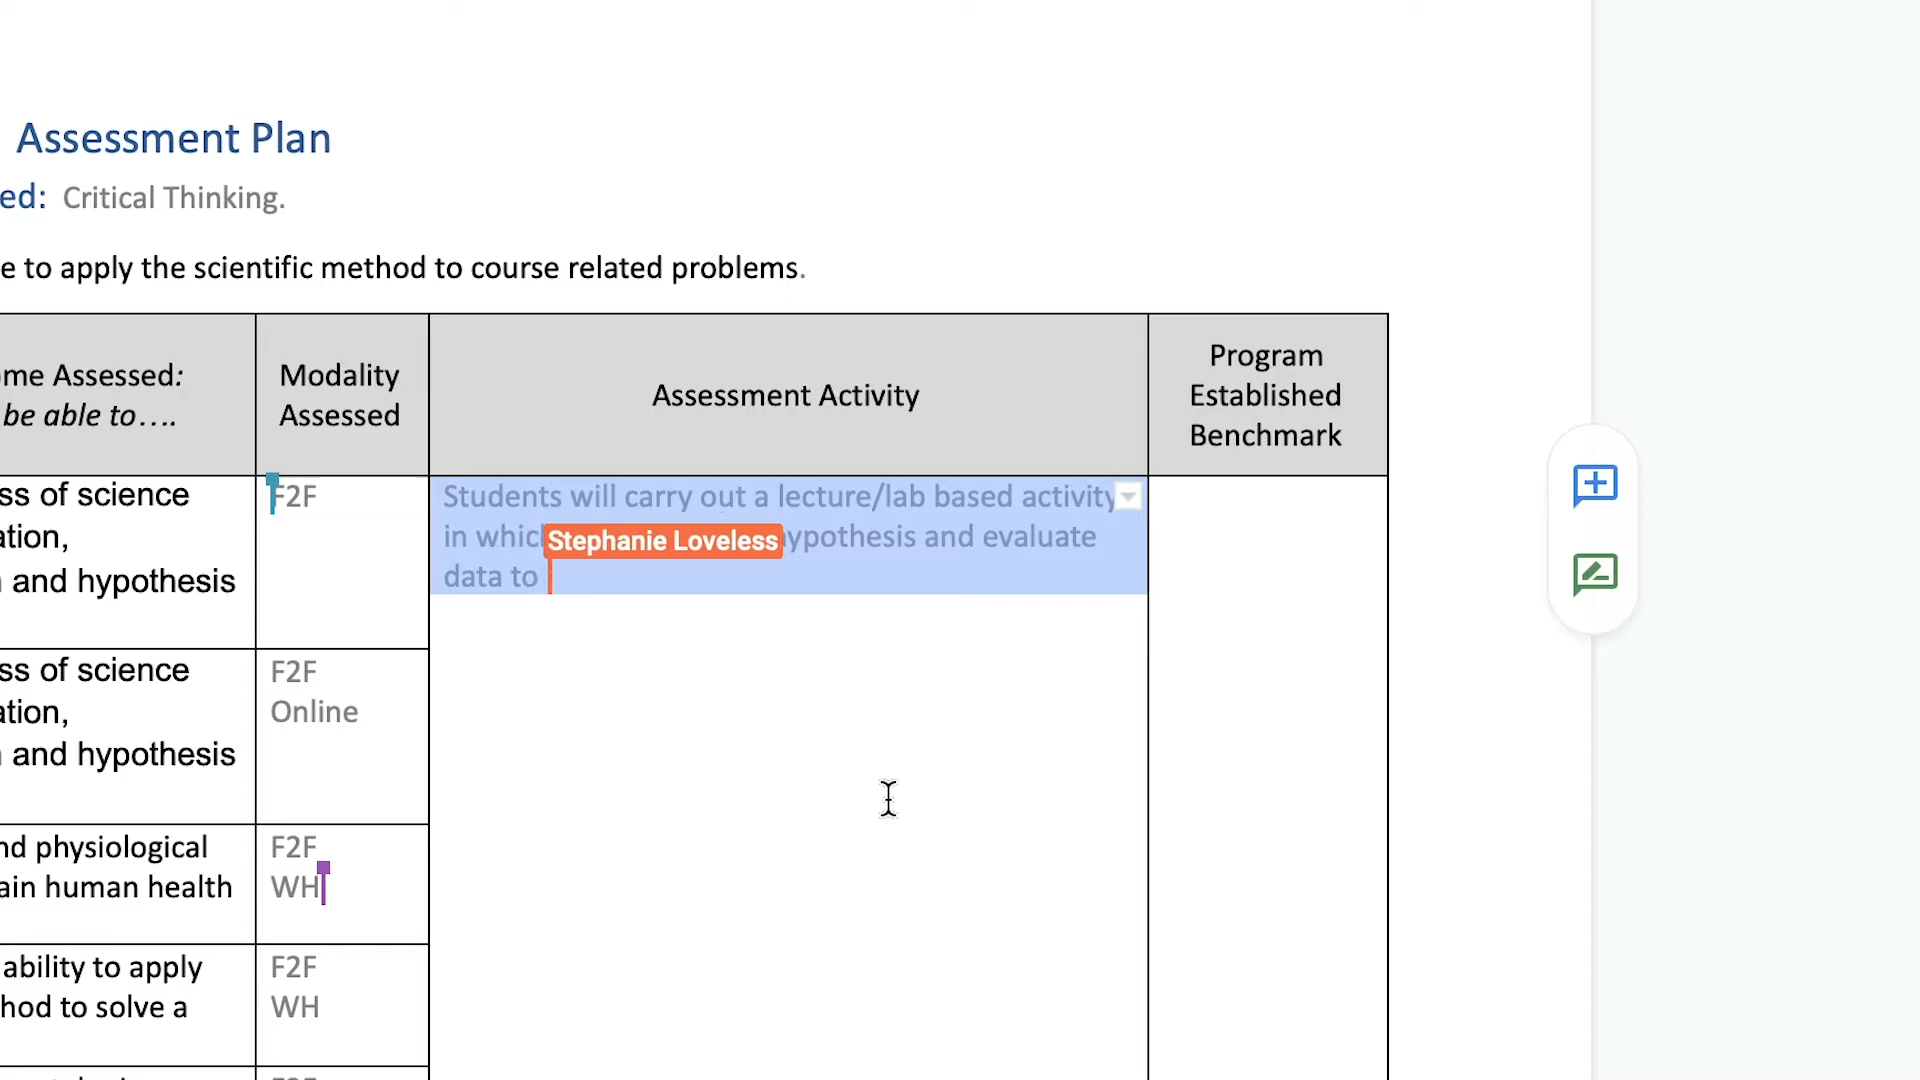 Assessment Plan
ed: Critical Thinking.
e to apply the scientific method to course related problems.
me Assessed:
be able to....
Modality
Assessed
Assessment Activity
Program
Established
Benchmark
ss of science
ation,
and hypothesis
F2F
Students will carry out a lecture/lab based activity
in which Stephanie Loveless ypothesis and evaluate
data to
ss of science
ation,
and hypothesis
F2F
Online
nd physiological
ain human health
F2F
WH
ability to apply
hod to solve a
F2F
WH